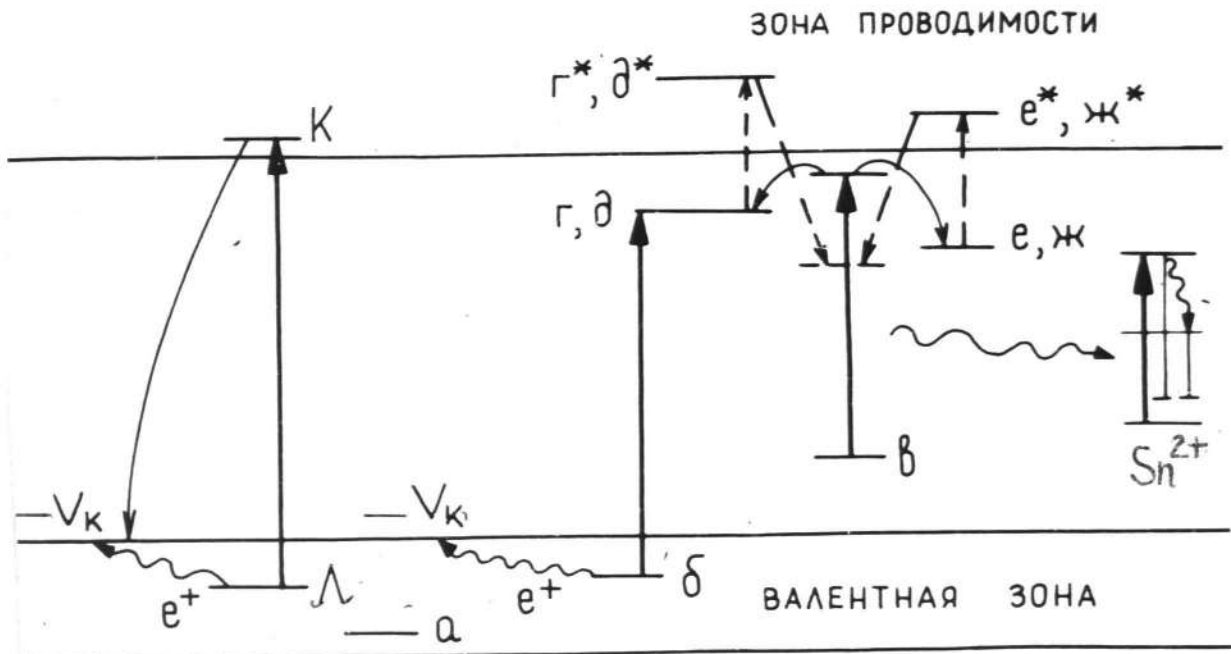 ЗОНА ПРОВОДИМОСТИ
г*, д*
К
е*, ж*
г, д
е, ж
в
Sn²⁺
Vк
Vк
е⁺
Л
е⁺
б
ВАЛЕНТНАЯ ЗОНА
а